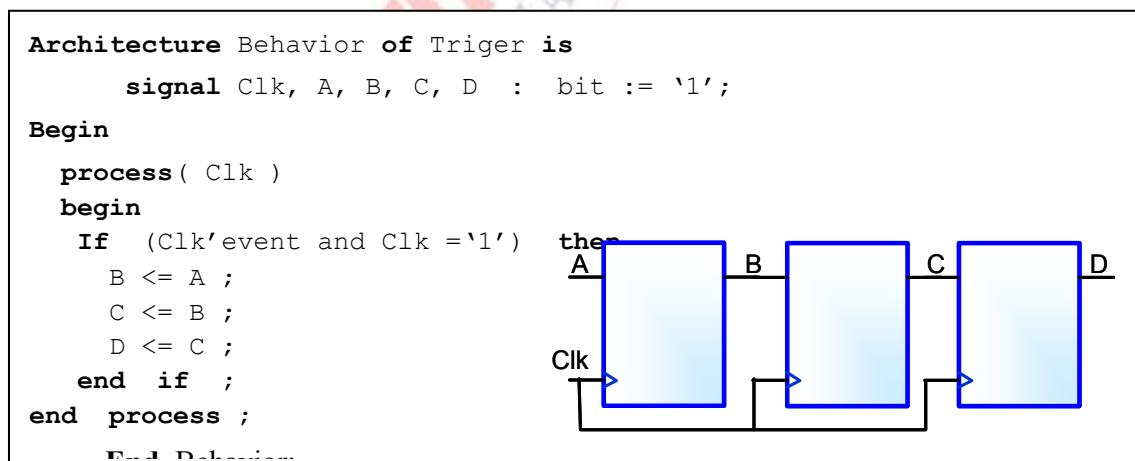 Architecture Behavior of Triger is
signal Clk, A, B, C, D : bit := ‘1’;
Begin
process( Clk )
begin
If (Clk’event and Clk =‘1’) then
B <= A ;
C <= B ;
D <= C ;
end if ;
end process ;
End Behavior;
A
B
C
D
Clk